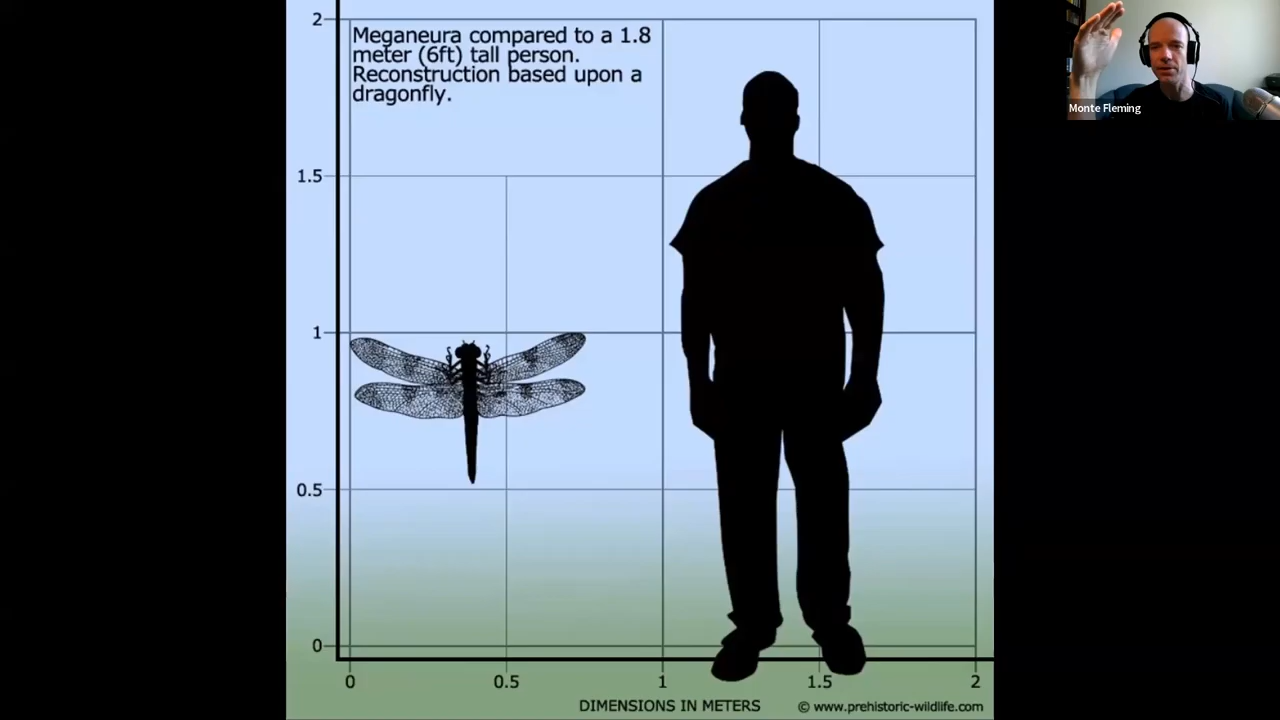 2
Meganeura compared to a 1.8
meter (6ft) tall person.
Reconstruction based upon a
dragonfly.
Monte Fleming
1.5
1
0.5
0
0 0.5 1 1.5 2
DIMENSIONS IN METERS
© www.prehistoric-wildlife.com